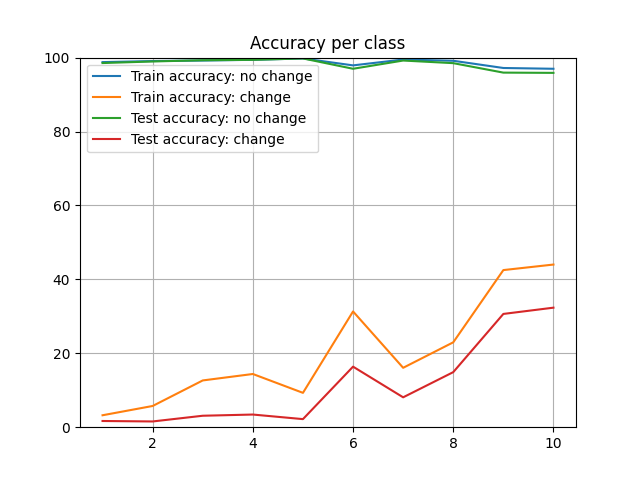 Accuracy per class
100
80
60
40
20
0
Train accuracy: no change
Train accuracy: change
Test accuracy: no change
Test accuracy: change
2
4
6
8
10